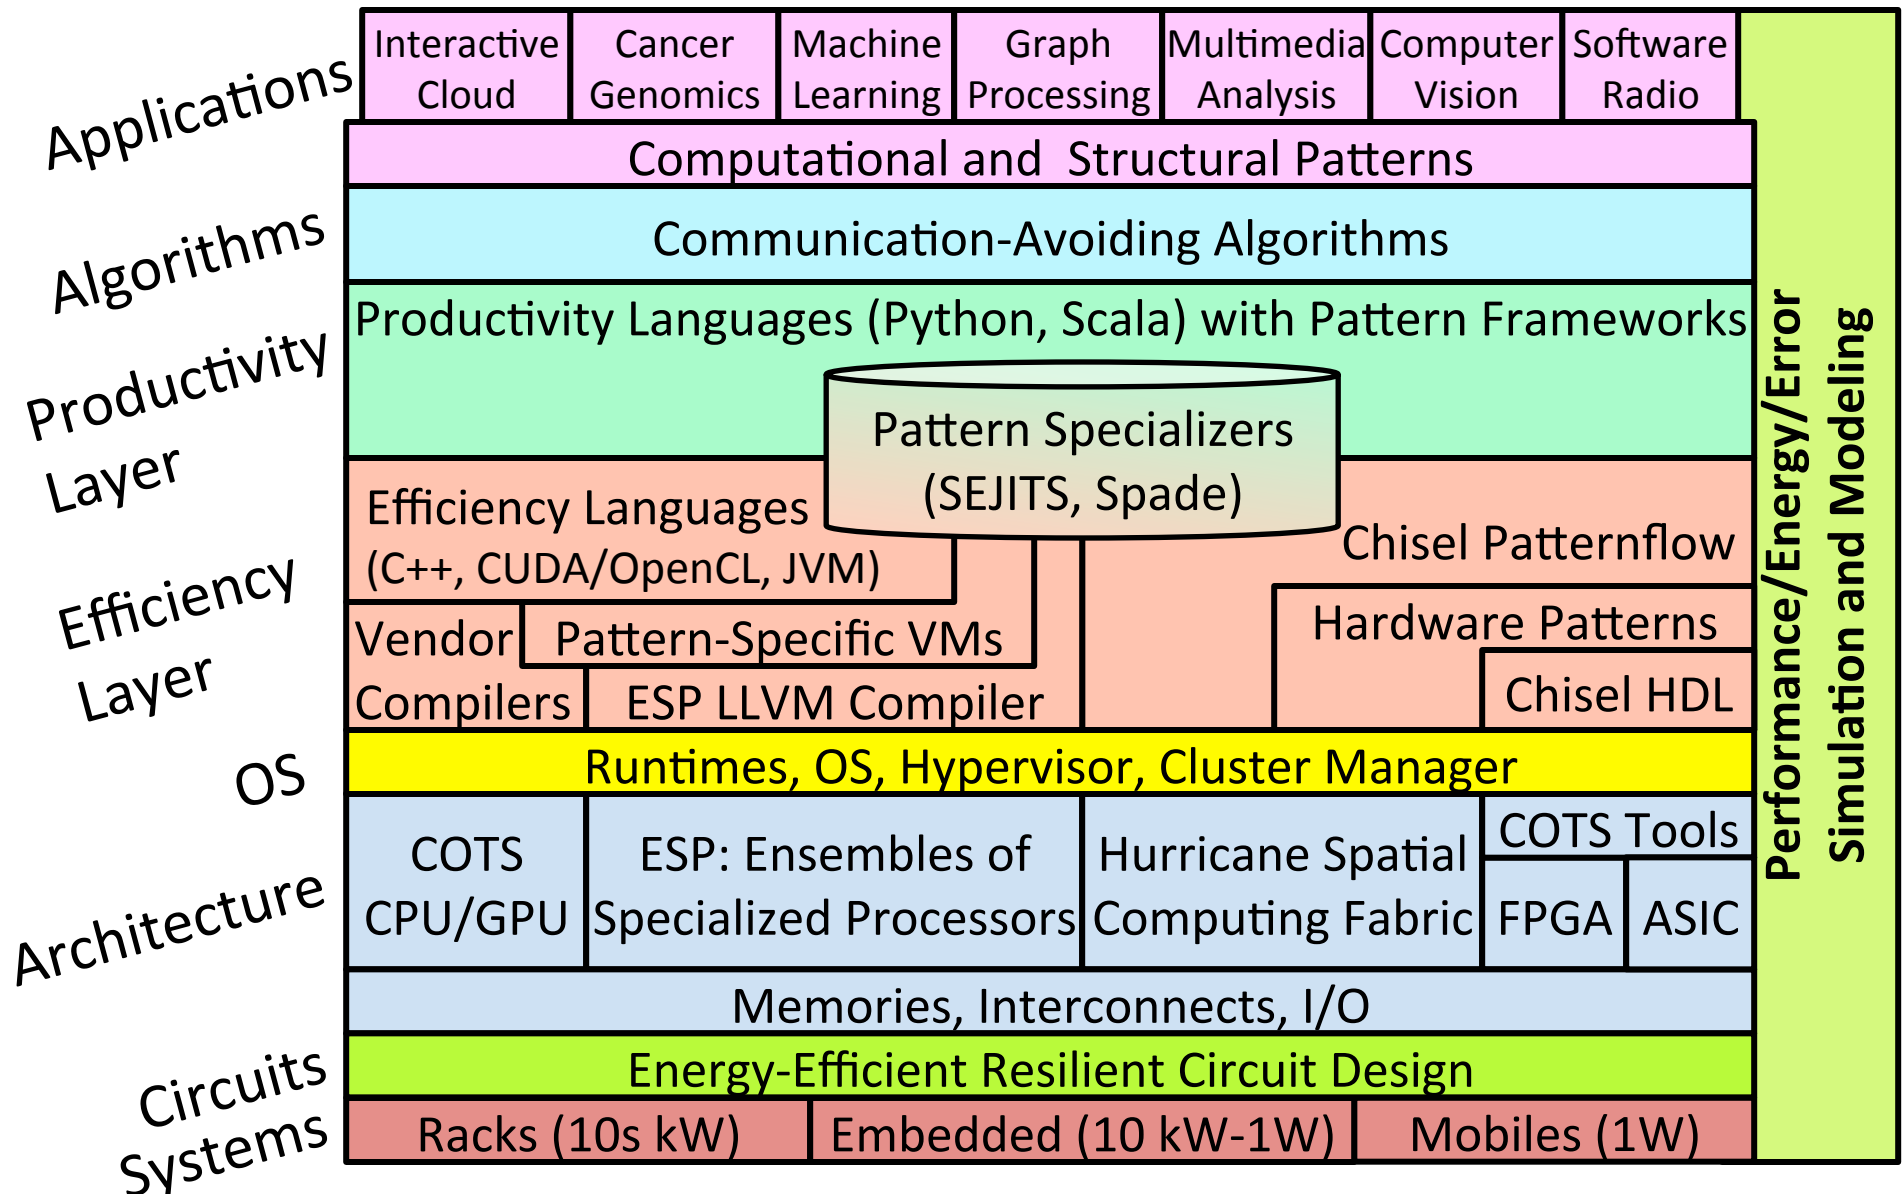 Applications
Interactive
Cloud
Cancer
Genomics
Machine
Learning
Graph
Processing
Multimedia
Analysis
Computer
Vision
Software
Radio
Computational and  Structural Patterns
Algorithms
Communication-Avoiding Algorithms
Productivity
Layer
Productivity Languages (Python, Scala) with Pattern Frameworks
Pattern Specializers
(SEJITS, Spade)
Efficiency
Layer
Efficiency Languages
(C++, CUDA/OpenCL, JVM)
Chisel Patternflow
Vendor
Compilers
Pattern-Specific VMs
ESP LLVM Compiler
Hardware Patterns
Chisel HDL
OS
Runtimes, OS, Hypervisor, Cluster Manager
Architecture
COTS
CPU/GPU
ESP: Ensembles of
Specialized Processors
Hurricane Spatial
Computing Fabric
COTS Tools
FPGA
ASIC
Memories, Interconnects, I/O
Circuits
Energy-Efficient Resilient Circuit Design
Systems
Racks (10s kW)
Embedded (10 kW-1W)
Mobiles (1W)
Performance/Energy/Error
Simulation and Modeling